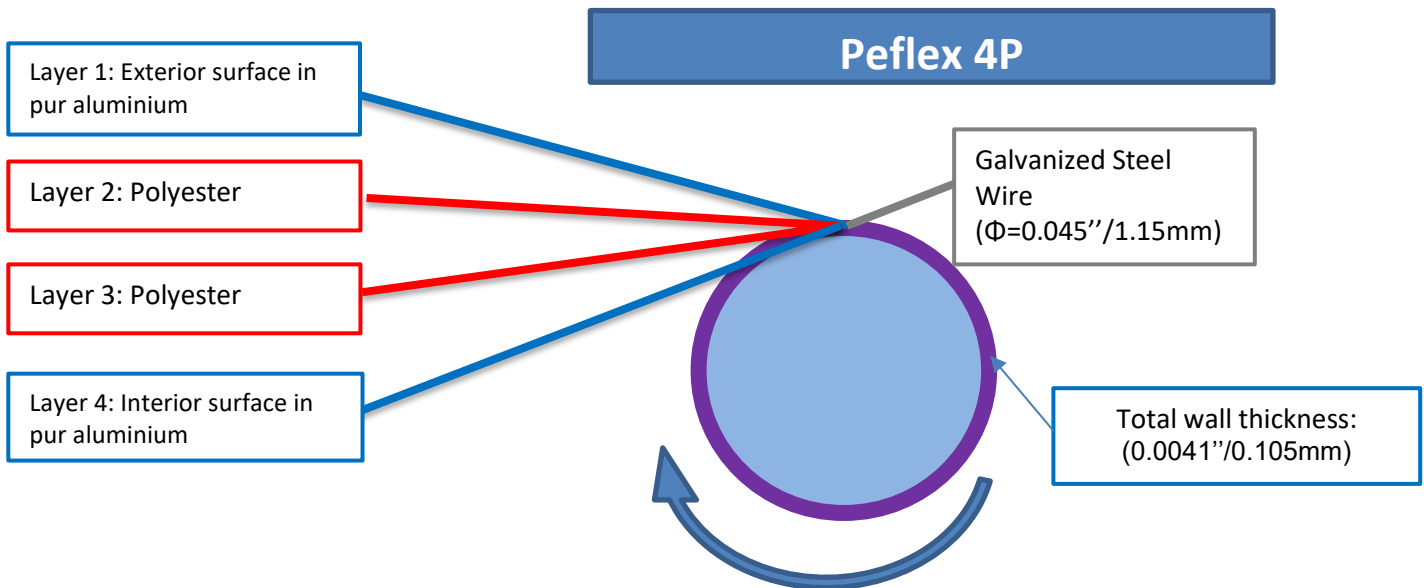 Peflex 4P
Layer 1: Exterior surface in
pur aluminium
Layer 2: Polyester
Layer 3: Polyester
Layer 4: Interior surface in
pur aluminium
Galvanized Steel
Wire
(Φ=0.045’’/1.15mm)
Total wall thickness:
(0.0041’’/0.105mm)